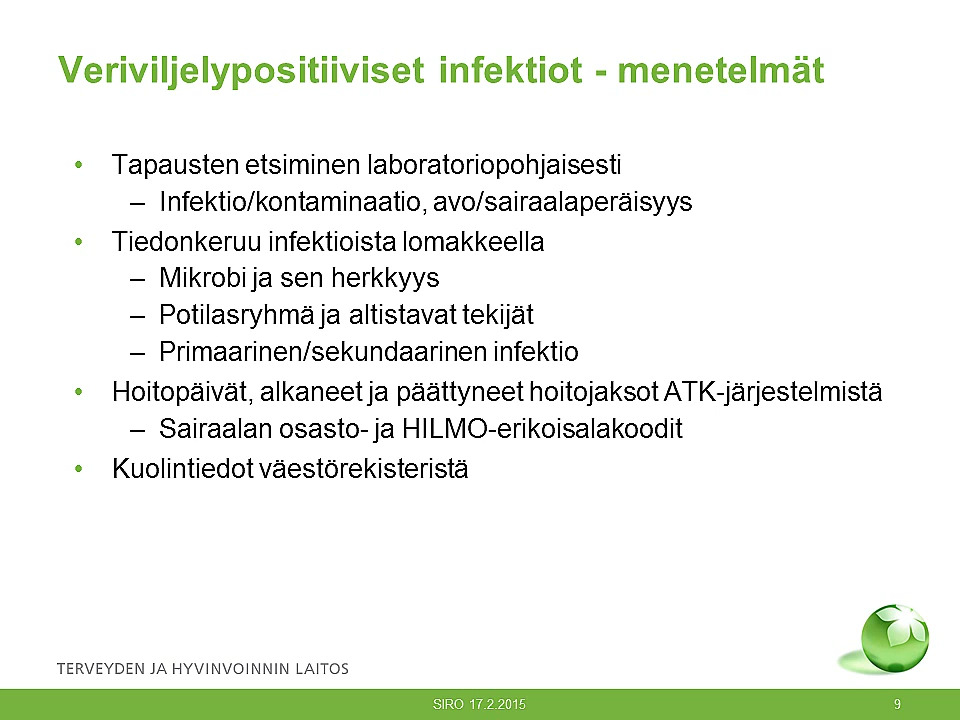 Veriviljelypositiiviset infektiot - menetelmät
• Tapausten etsiminen laboratoriopohjaisesti
– Infektio/kontaminaatio, avo/sairaalaperäisyys
• Tiedonkeruu infektioista lomakkeella
– Mikrobi ja sen herkkyys
– Potilasryhmä ja altistavat tekijät
– Primaarinen/sekundaarinen infektio
• Hoitopäivät, alkaneet ja päättyneet hoitojaksot ATK-järjestelmistä
– Sairaalan osasto- ja HILMO-erikoisalakoodit
• Kuolintiedot väestörekisteristä
TERVEYDEN JA HYVINVOINNIN LAITOS
SIRO 17.2.2015 9